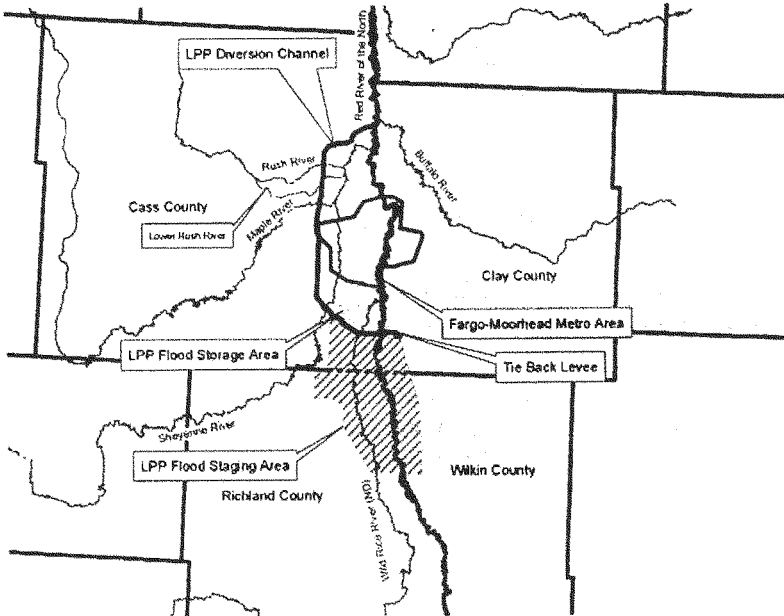 LPP Diversion Channel
Red River of the North
Rush River
Buffalo River
Cass County
Maple River
Lower Rush River
Clay County
Fargo-Moorhead Metro Area
LPP Flood Storage Area
Tie Back Levee
Sheyenne River
LPP Flood Staging Area
Wilkin County
Richland County
Wild Rice River (ND)